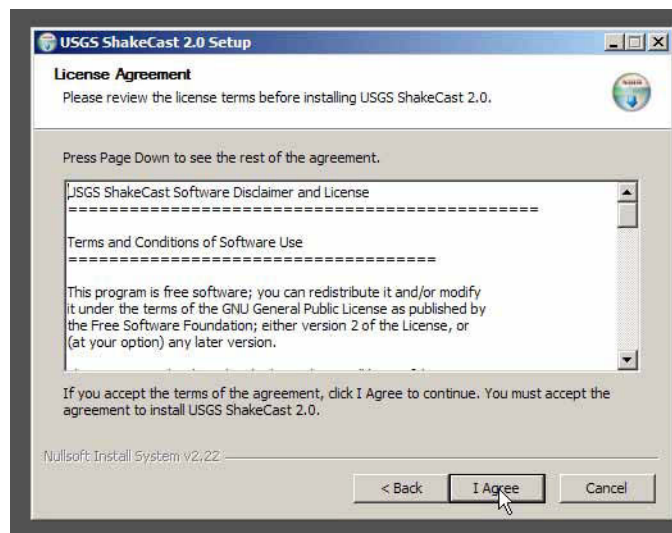 USGS ShakeCast 2.0 Setup
License Agreement
Please review the license terms before installing USGS ShakeCast 2.0.
Press Page Down to see the rest of the agreement.
USGS ShakeCast Software Disclaimer and License
==================================================
Terms and Conditions of Software Use
=======================================
This program is free software; you can redistribute it and/or modify
it under the terms of the GNU General Public License as published by
the Free Software Foundation; either version 2 of the License, or
(at your option) any later version.
If you accept the terms of the agreement, click I Agree to continue. You must accept the
agreement to install USGS ShakeCast 2.0.
Nullsoft Install System v2.22
< Back
I Agree
Cancel